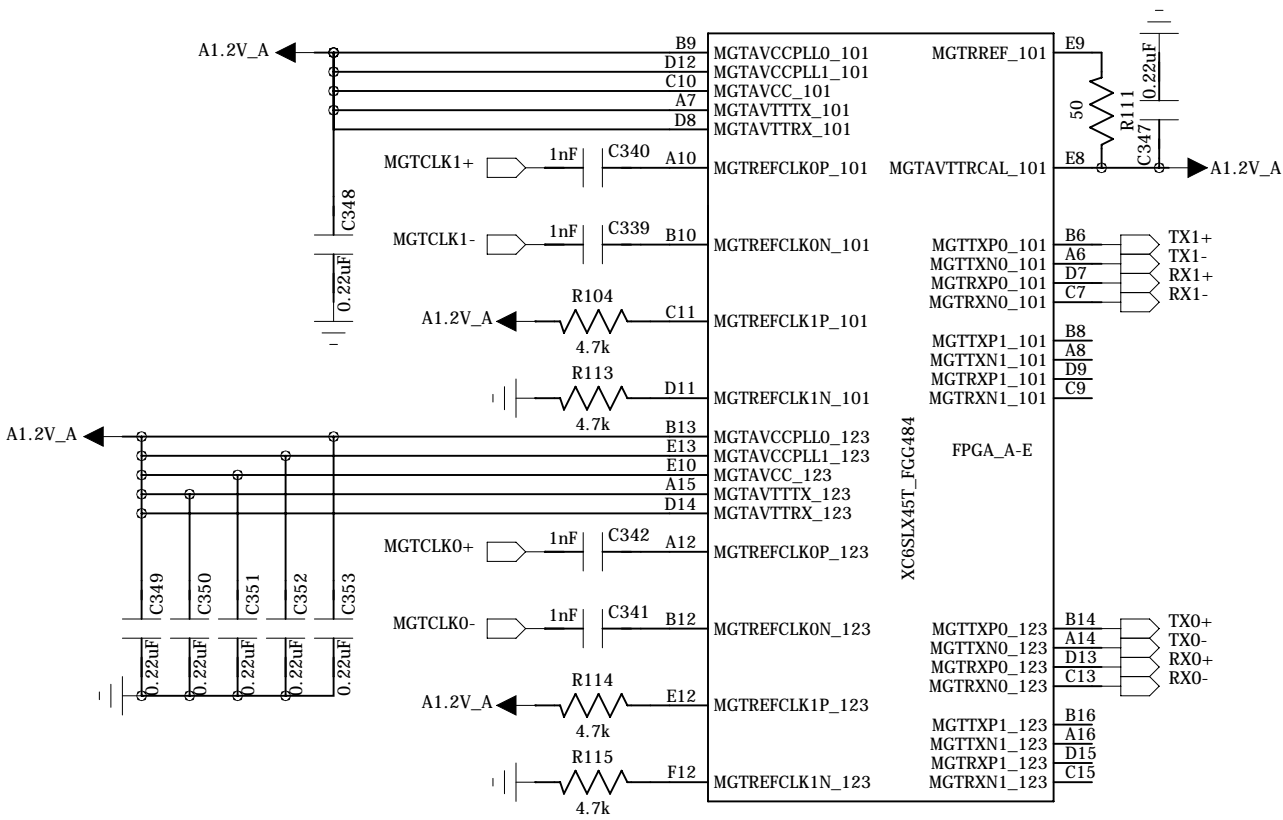 A1.2V_A
B9
MGTAVCCPLL0_101
D12
MGTAVCCPLL1_101
C10
MGTAVCC_101
A7
MGTAVTTTX_101
D8
MGTAVTTRX_101
MGTCLK1+
1nF
C340
A10
MGTREFCLK0P_101
MGTCLK1-
1nF
C339
B10
MGTREFCLK0N_101
C348
0.22uF
A1.2V_A
R104
4.7k
C11
MGTREFCLK1P_101
R113
4.7k
D11
MGTREFCLK1N_101
A1.2V_A
B13
MGTAVCCPLL0_123
E13
MGTAVCCPLL1_123
E10
MGTAVCC_123
A15
MGTAVTTTX_123
D14
MGTAVTTRX_123
MGTCLK0+
1nF
C342
A12
MGTREFCLK0P_123
MGTCLK0-
1nF
C341
B12
MGTREFCLK0N_123
C349
C350
C351
C352
C353
0.22uF
0.22uF
0.22uF
0.22uF
0.22uF
A1.2V_A
R114
4.7k
E12
MGTREFCLK1P_123
R115
4.7k
F12
MGTREFCLK1N_123
XC6SLX45T_FGG484
FPGA_A-E
MGTRREF_101
E9
50
R111
0.22uF
C347
MGTAVTTRCAL_101
E8
A1.2V_A
MGTTXP0_101
B6
TX1+
MGTTXN0_101
A6
TX1-
MGTRXP0_101
D7
RX1+
MGTRXN0_101
C7
RX1-
MGTTXP1_101
B8
MGTTXN1_101
A8
MGTRXP1_101
D9
MGTRXN1_101
C9
MGTTXP0_123
B14
TX0+
MGTTXN0_123
A14
TX0-
MGTRXP0_123
D13
RX0+
MGTRXN0_123
C13
RX0-
MGTTXP1_123
B16
MGTTXN1_123
A16
MGTRXP1_123
D15
MGTRXN1_123
C15